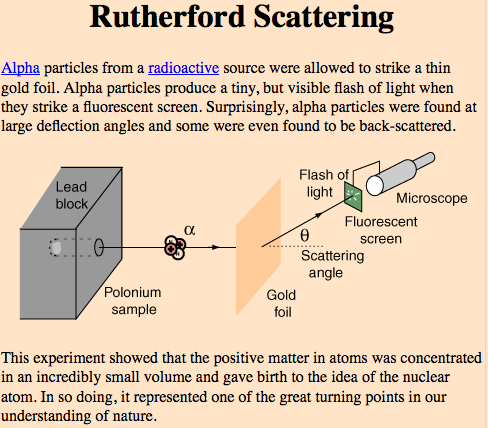 Rutherford Scattering
Alpha particles from a radioactive source were allowed to strike a thin
gold foil. Alpha particles produce a tiny, but visible flash of light when
they strike a fluorescent screen. Surprisingly, alpha particles were found at
large deflection angles and some were even found to be back-scattered.
Lead
block
α
Flash of
light
Microscope
Fluorescent
screen
θ
Scattering
angle
Polonium
sample
Gold
foil
This experiment showed that the positive matter in atoms was concentrated
in an incredibly small volume and gave birth to the idea of the nuclear
atom. In so doing, it represented one of the great turning points in our
understanding of nature.